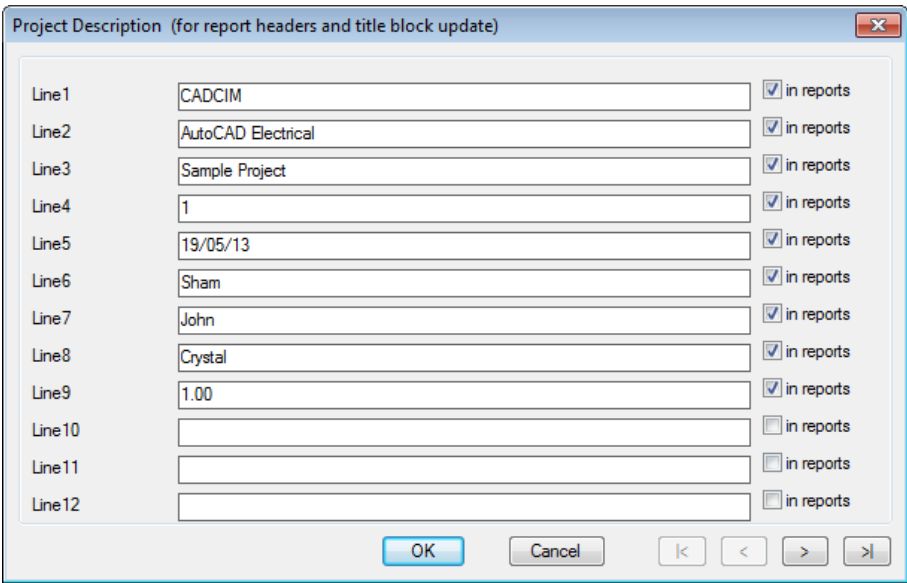 Project Description (for report headers and title block update)
Line1 CADCIM in reports
Line2 AutoCAD Electrical in reports
Line3 Sample Project in reports
Line4 1 in reports
Line5 19/05/13 in reports
Line6 Sham in reports
Line7 John in reports
Line8 Crystal in reports
Line9 1.00 in reports
Line10 in reports
Line11 in reports
Line12 in reports
OK Cancel |< < > >|